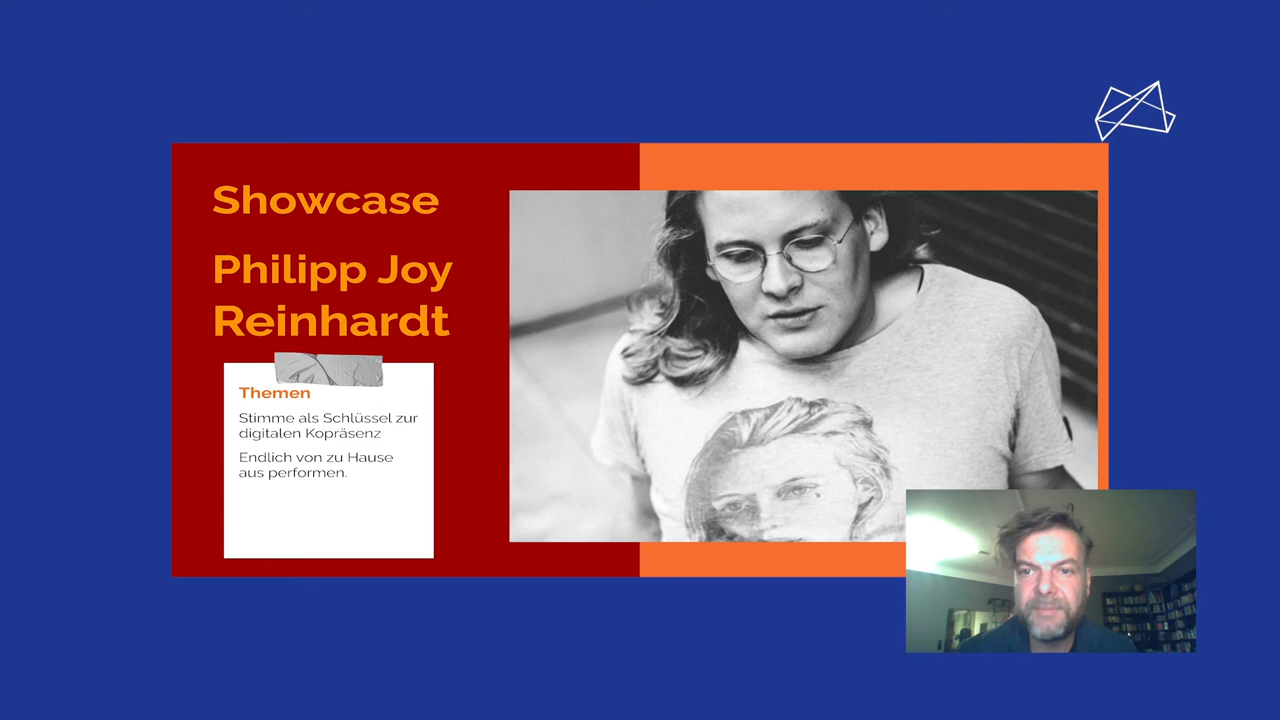 Showcase
Philipp Joy
Reinhardt
Themen
Stimme als Schlüssel zur
digitalen Kopräsenz
Endlich von zu Hause
aus performen.